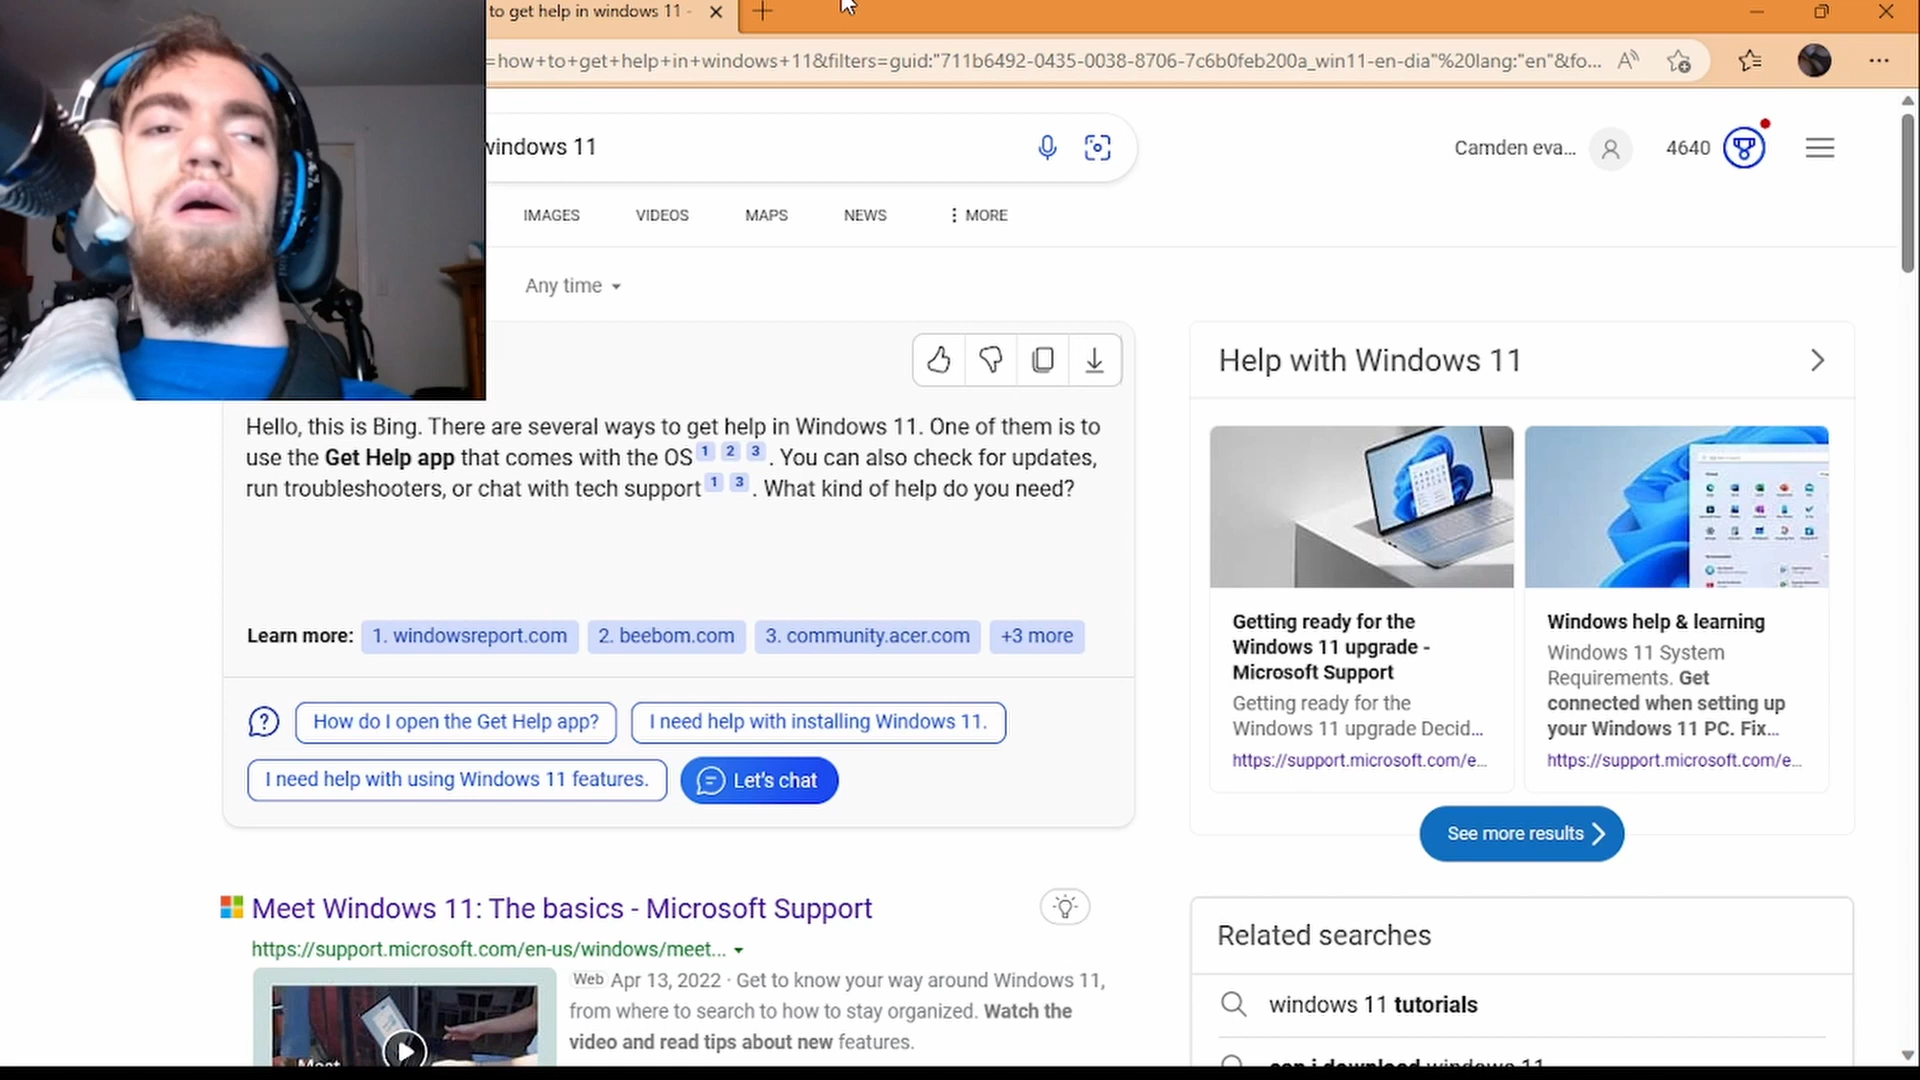 to get help in windows 11 -
=how+to+get+help+in+windows+11&filters=guid:"711b6492-0435-0038-8706-7c6b0feb200a_win11-en-dia"%20lang:"en"&fo...
windows 11
Camden eva...
4640
IMAGES
VIDEOS
MAPS
NEWS
MORE
Any time
Hello, this is Bing. There are several ways to get help in Windows 11. One of them is to
use the Get Help app that comes with the OS 1 2 3 . You can also check for updates,
run troubleshooters, or chat with tech support 1 3 . What kind of help do you need?
Learn more: 1. windowsreport.com 2. beebom.com 3. community.acer.com +3 more
How do I open the Get Help app?
I need help with installing Windows 11.
I need help with using Windows 11 features.
Let's chat
Help with Windows 11
Getting ready for the
Windows 11 upgrade -
Microsoft Support
Getting ready for the
Windows 11 upgrade Decid...
https://support.microsoft.com/e...
Windows help & learning
Windows 11 System
Requirements. Get
connected when setting up
your Windows 11 PC. Fix...
https://support.microsoft.com/e...
See more results
Meet Windows 11: The basics - Microsoft Support
https://support.microsoft.com/en-us/windows/meet...
Web Apr 13, 2022 · Get to know your way around Windows 11,
from where to search to how to stay organized. Watch the
video and read tips about new features.
Meet
Related searches
windows 11 tutorials
can i download windows 11